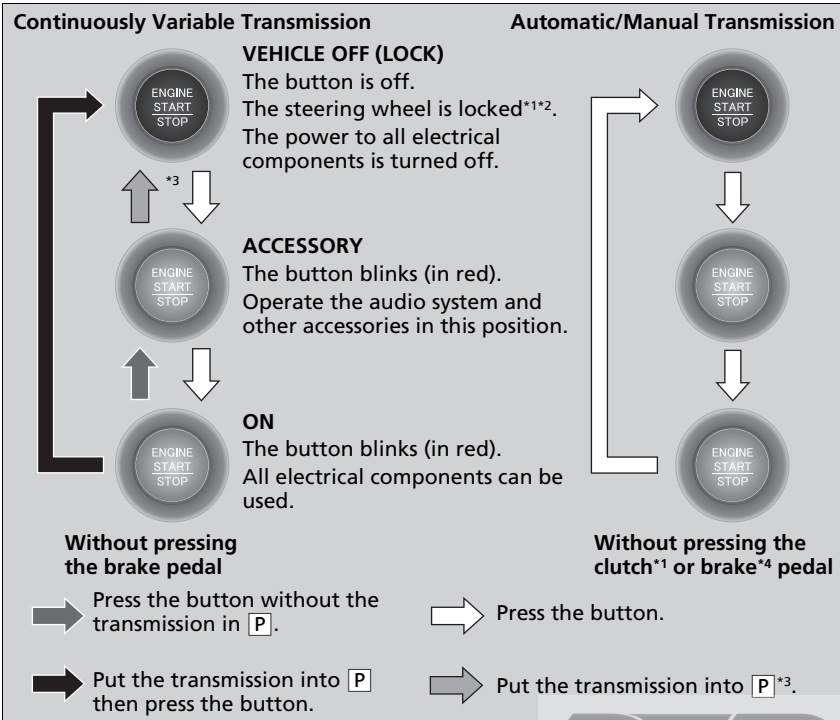 Continuously Variable Transmission
Automatic/Manual Transmission
ENGINE
START
STOP
VEHICLE OFF (LOCK)
The button is off.
The steering wheel is locked*1*2.
The power to all electrical
components is turned off.
ENGINE
START
STOP
*3
ENGINE
START
STOP
ACCESSORY
The button blinks (in red).
Operate the audio system and
other accessories in this position.
ENGINE
START
STOP
ENGINE
START
STOP
ON
The button blinks (in red).
All electrical components can be
used.
ENGINE
START
STOP
Without pressing
the brake pedal
Without pressing the
clutch*1 or brake*4 pedal
Press the button without the
transmission in P.
Press the button.
Put the transmission into P
then press the button.
Put the transmission into P*3.